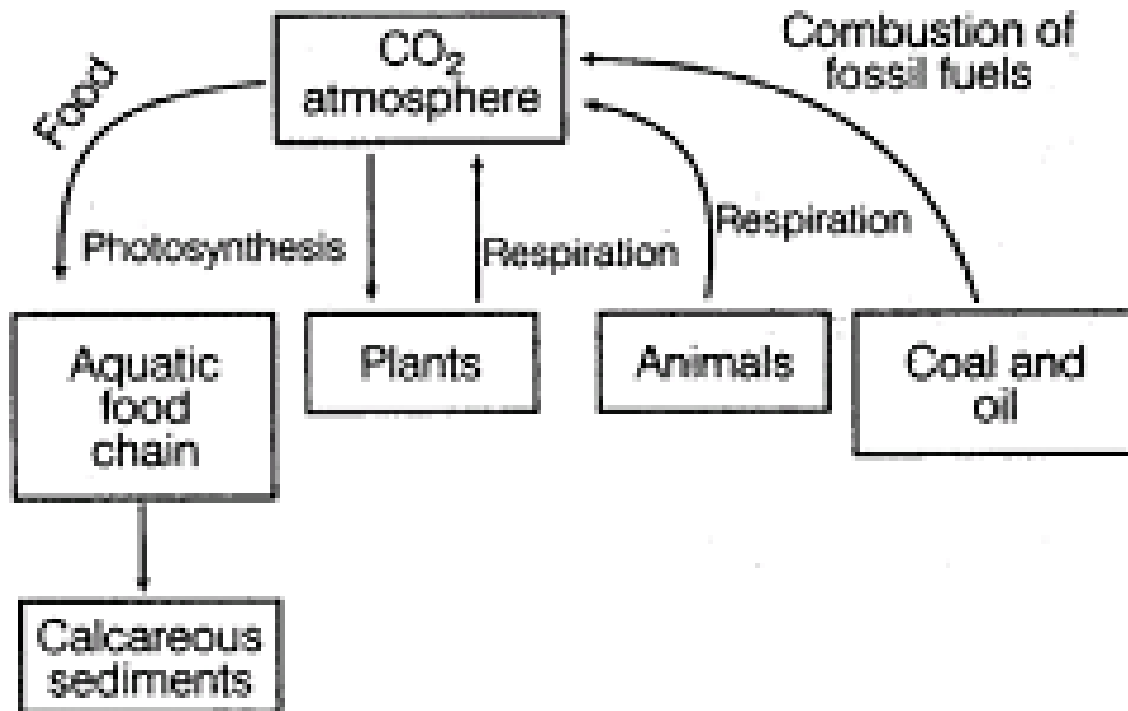 CO₂
atmosphere
Combustion of
fossil fuels
Food
Photosynthesis
Respiration
Respiration
Aquatic
food
chain
Plants
Animals
Coal and
oil
Calcareous
sediments